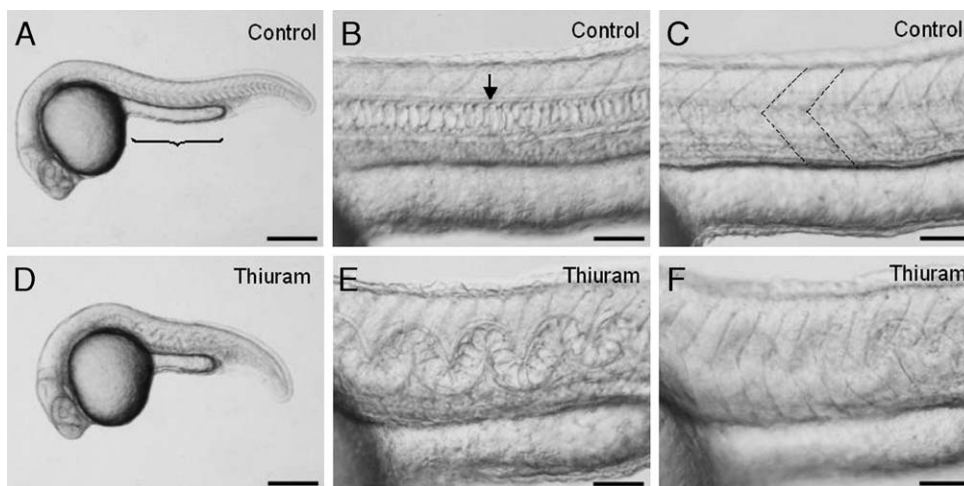 A Control
B Control
C Control
D Thiuram
E Thiuram
F Thiuram